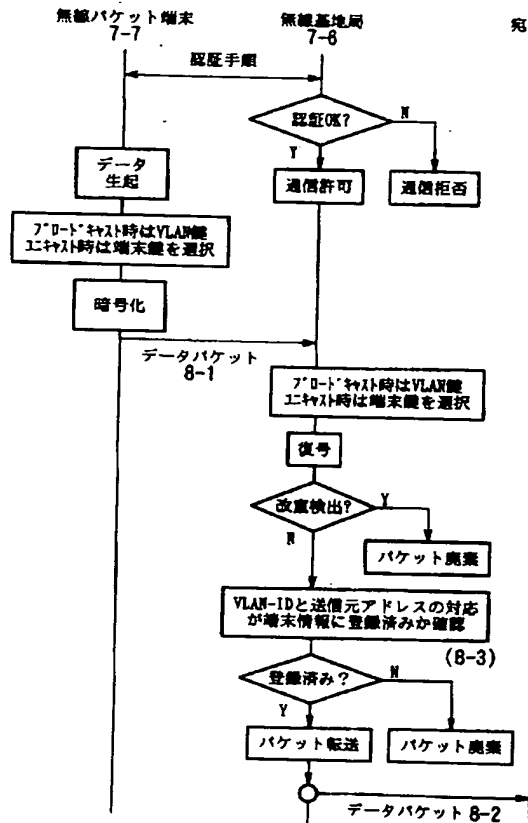 無線パケット端末
7-7
無線基地局
7-6
宛
認証手順
認証OK?
N
Y
データ
生起
通信許可
通信拒否
ブロードキャスト時はVLAN鍵
ユニキャスト時は端末鍵を選択
暗号化
データパケット
8-1
ブロードキャスト時はVLAN鍵
ユニキャスト時は端末鍵を選択
復号
改竄検出?
Y
N
パケット廃棄
VLAN-IDと送信元アドレスの対応
が端末情報に登録済みか確認
(8-3)
登録済み?
N
Y
パケット転送
パケット廃棄
データパケット 8-2